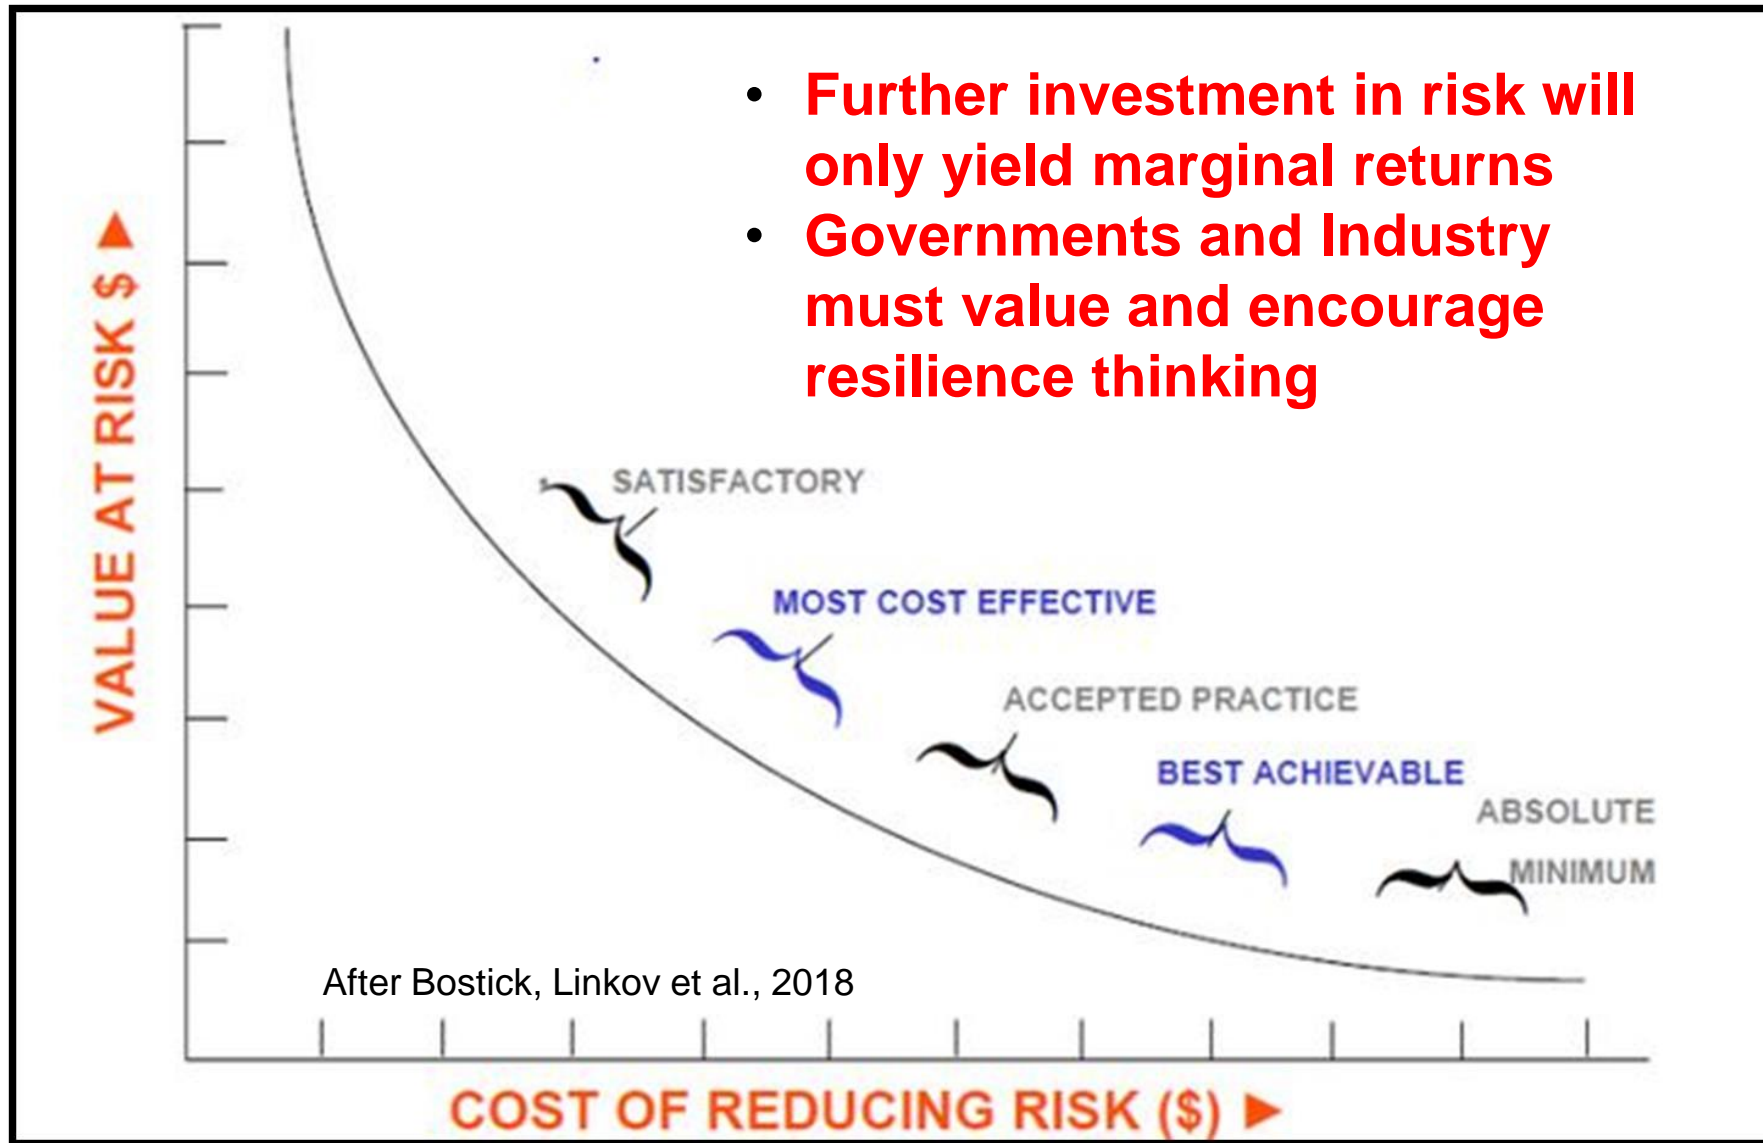 • Further investment in risk will
only yield marginal returns
• Governments and Industry
must value and encourage
resilience thinking
VALUE AT RISK $ ►
SATISFACTORY
MOST COST EFFECTIVE
ACCEPTED PRACTICE
BEST ACHIEVABLE
ABSOLUTE
MINIMUM
After Bostick, Linkov et al., 2018
COST OF REDUCING RISK ($) ►